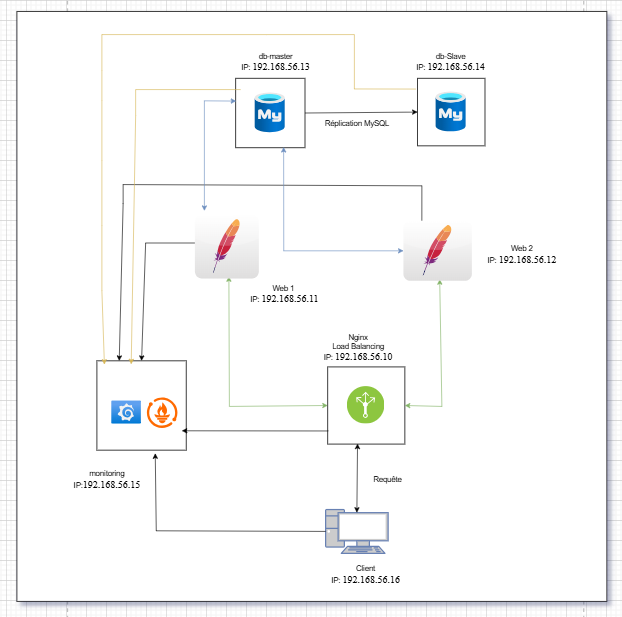 db-master
IP: 192.168.56.13
db-Slave
IP: 192.168.56.14
My
My
Réplication MySQL
Web 2
IP: 192.168.56.12
Web 1
IP: 192.168.56.11
Nginx
Load Balancing
IP: 192.168.56.10
monitoring
IP:192.168.56.15
Requête
Client
IP: 192.168.56.16